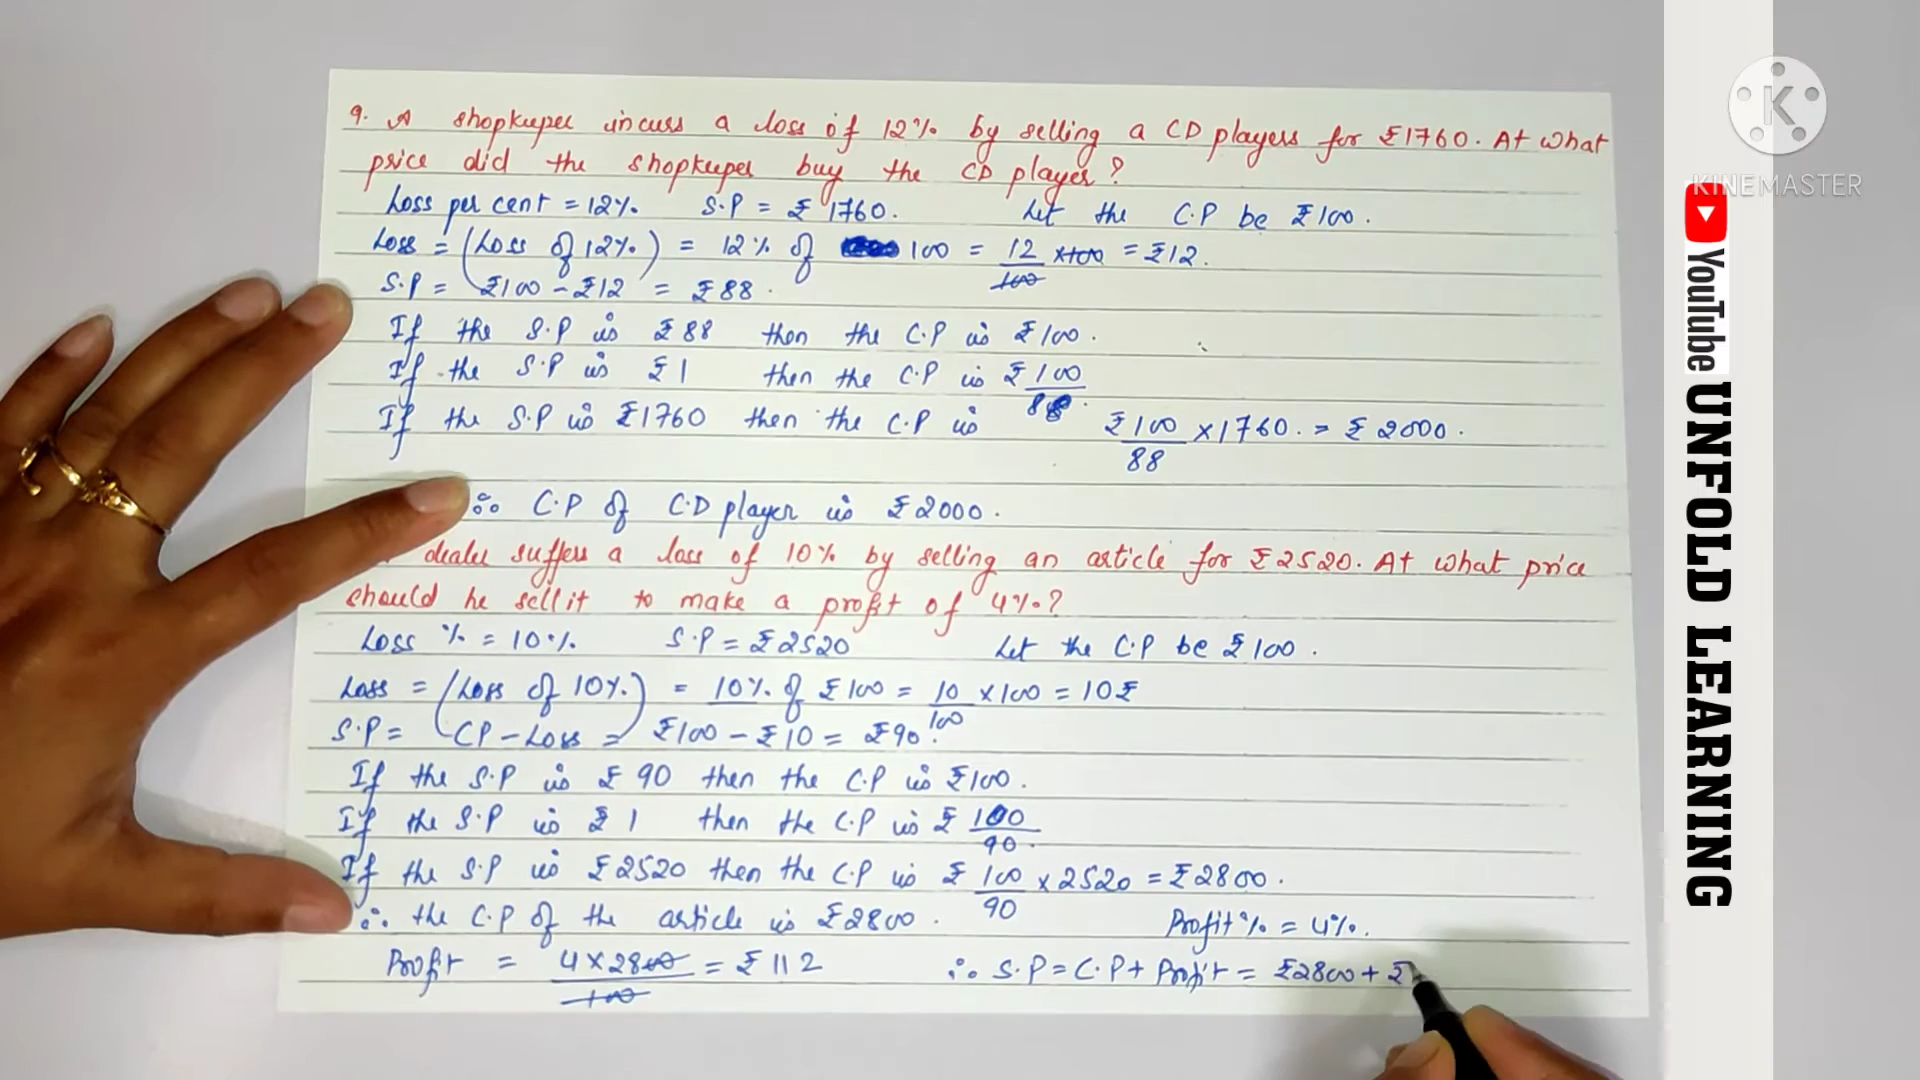 9. A shopkeeper incurs a loss of 12% by selling a CD players for ₹1760. At what
price did the shopkeeper buy the CD player?
Loss per cent = 12%. S.P = ₹1760. Let the C.P be ₹100.
Loss = (Loss of 12%) = 12% of 100 = 12/100 × 100 = ₹12.
S.P = ₹100 - ₹12 = ₹88.
If the S.P is ₹88 then the C.P is ₹100.
If the S.P is ₹1 then the C.P is ₹100/88.
If the S.P is ₹1760 then the C.P is ₹100/88 × 1760. = ₹2000.
∴ C.P of C.D player is ₹2000.
dealer suffers a loss of 10% by selling an article for ₹2520. At what price
should he sell it to make a profit of 4%?
Loss % = 10% S.P = ₹2520 Let the C.P be ₹100.
Loss = (Loss of 10%) = 10% of ₹100 = 10/100 × 100 = 10₹
S.P = CP - Loss = ₹100 - ₹10 = ₹90.
If the S.P is ₹90 then the C.P is ₹100.
If the S.P is ₹1 then the C.P is ₹100/90.
If the S.P is ₹2520 then the C.P is ₹100/90 × 2520 = ₹2800.
∴ the C.P of the article is ₹2800. Profit % = 4%.
Profit = 4 × 2800/100 = ₹112 ∴ S.P = C.P + Profit = ₹2800 + ₹
K
KINEMASTER
YouTube UNFOLD LEARNING